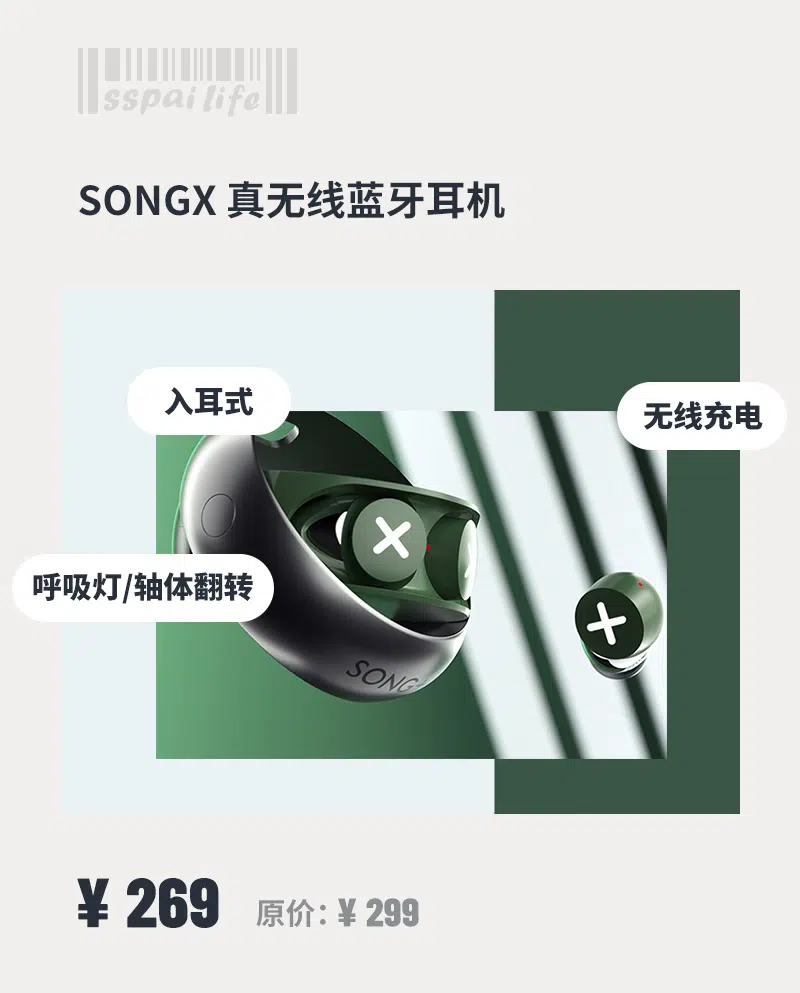 sspai life
SONGX 真无线蓝牙耳机
入耳式
无线充电
呼吸灯/轴体翻转
SONG
¥ 269
原价：¥ 299